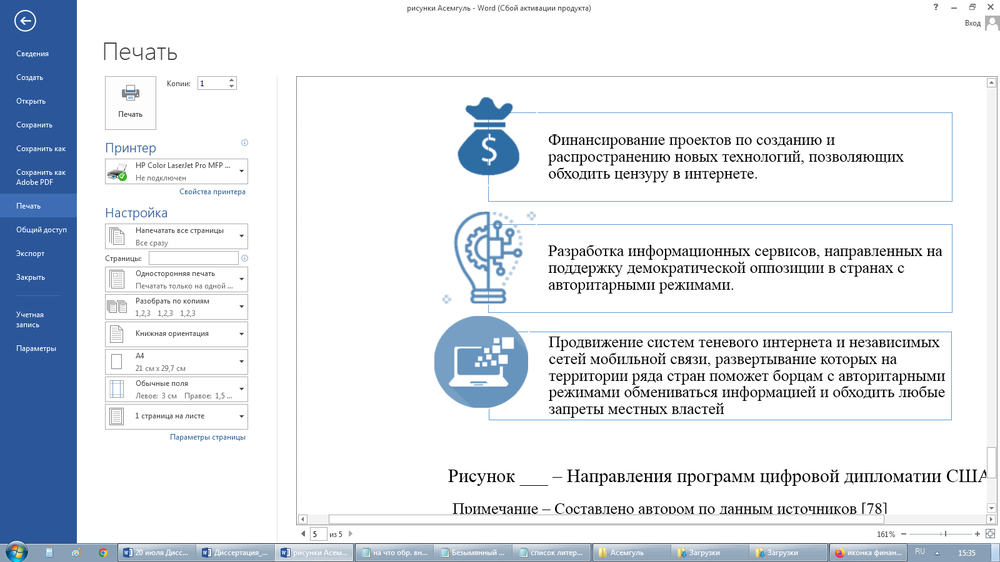 рисунки Асемгуль - Word (Сбой активации продукта)
?
Вход
Сведения
Создать
Открыть
Сохранить
Сохранить как
Сохранить как
Adobe PDF
Печать
Общий доступ
Экспорт
Закрыть
Учетная
запись
Параметры
Печать
Печать
Копии: 1
Принтер
HP Color LaserJet Pro MFP ...
Не подключен
Свойства принтера
Настройка
Напечатать все страницы
Все сразу
Страницы:
Односторонняя печать
Печатать только на одной ...
Разобрать по копиям
1,2,3 1,2,3 1,2,3
Книжная ориентация
A4
21 см x 29,7 см
Обычные поля
Левое: 3 см Правое: 1,5 ...
1 страница на листе
Параметры страницы
$
Финансирование проектов по созданию и
распространению новых технологий, позволяющих
обходить цензуру в интернете.
Разработка информационных сервисов, направленных на
поддержку демократической оппозиции в странах с
авторитарными режимами.
Продвижение систем теневого интернета и независимых
сетей мобильной связи, развертывание которых на
территории ряда стран поможет борцам с авторитарными
режимами обмениваться информацией и обходить любые
запреты местных властей
Рисунок ___ – Направления программ цифровой дипломатии США
Примечание – Составлено автором по данным источников [78]
5 из 5
161%
20 июля Дисс...
Диссертация_...
рисунки Асем...
на что обр. вн...
Безымянный ...
список литер...
Асемгуль
Загрузки
Загрузки
иконка финан...
RU
15:35